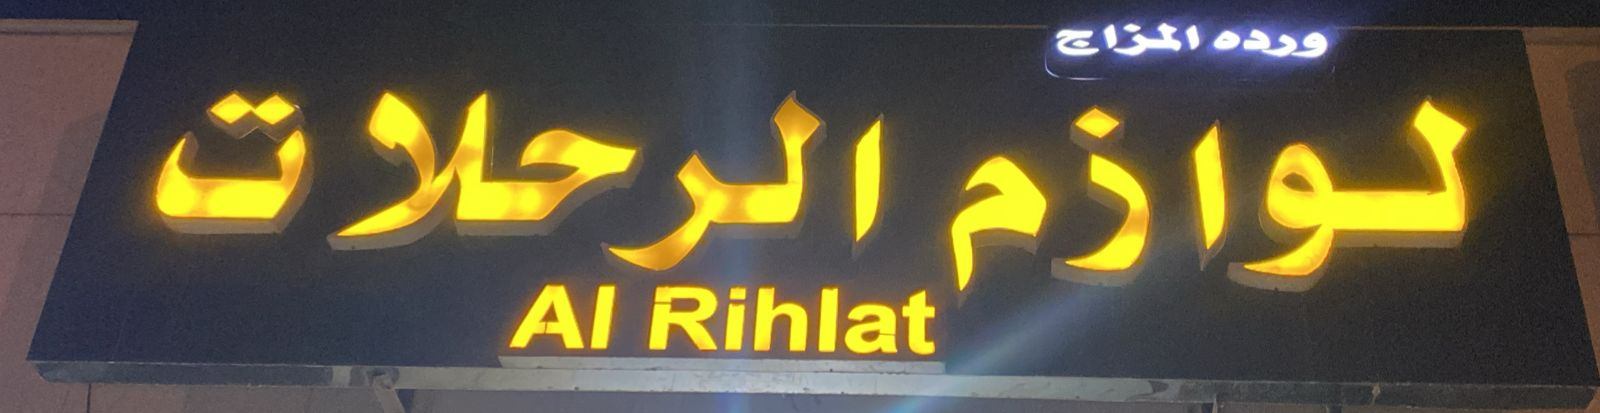 ورده المزاج
لوازم الرحلات
Al Rihlat